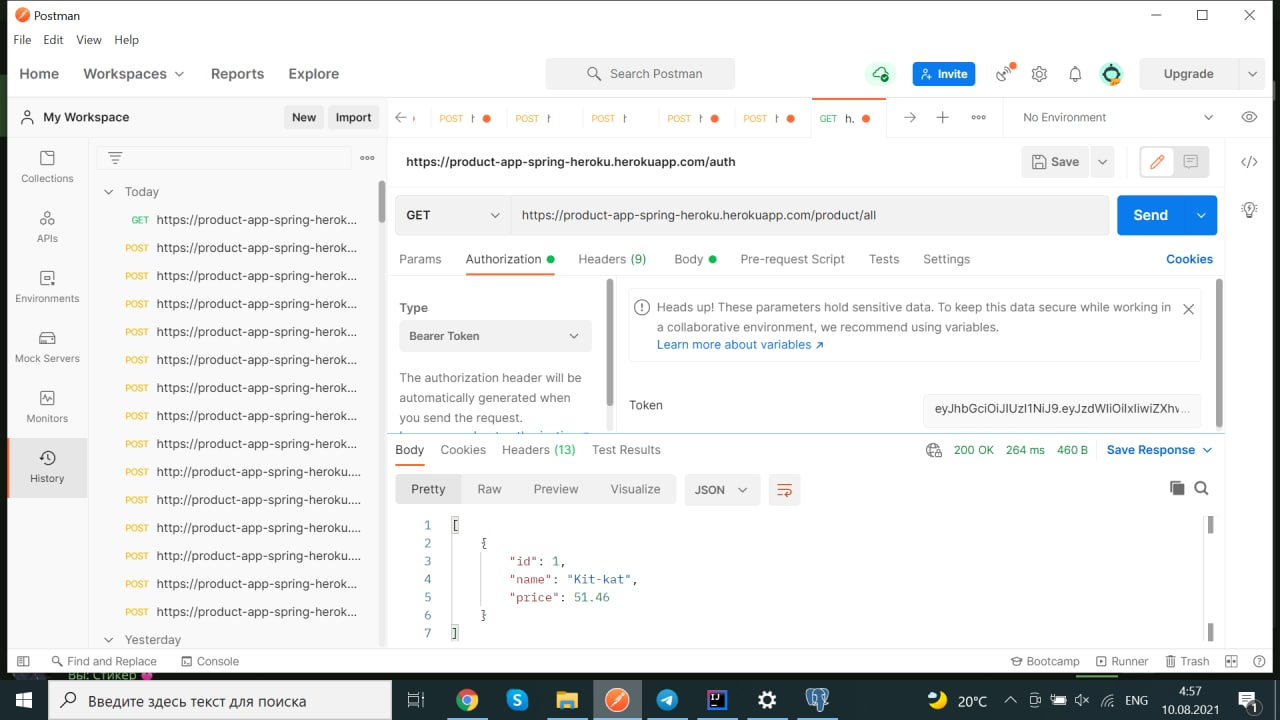 Postman
File Edit View Help
Home Workspaces Reports Explore Search Postman Invite Upgrade
My Workspace New Import
POST h POST h POST h POST h POST h GET h. No Environment
https://product-app-spring-heroku.herokuapp.com/auth Save
GET https://product-app-spring-heroku.herokuapp.com/product/all Send
Params Authorization Headers (9) Body Pre-request Script Tests Settings Cookies
Collections
APIs
Environments
Mock Servers
Monitors
History
Today
GET https://product-app-spring-herok...
POST https://product-app-spring-herok...
POST https://product-app-spring-herok...
POST https://product-app-spring-herok...
POST https://product-app-spring-herok...
POST https://product-app-spring-herok...
POST https://product-app-spring-herok...
POST https://product-app-spring-herok...
POST https://product-app-spring-herok...
POST http://product-app-spring-heroku....
POST http://product-app-spring-heroku....
POST http://product-app-spring-heroku....
POST http://product-app-spring-heroku....
POST https://product-app-spring-herok...
POST https://product-app-spring-herok...
Yesterday
Type
Bearer Token
The authorization header will be
automatically generated when
you send the request.
Heads up! These parameters hold sensitive data. To keep this data secure while working in
a collaborative environment, we recommend using variables.
Learn more about variables ↗
Token
Body Cookies Headers (13) Test Results 200 OK 264 ms 460 B Save Response
Pretty Raw Preview Visualize JSON
1 [
2 {
3 "id": 1,
4 "name": "Kit-kat",
5 "price": 51.46
6 }
7 ]
Find and Replace Console Bootcamp Runner Trash
Вы: Стикер
Введите здесь текст для поиска
20°C ENG
4:57
10.08.2021
1